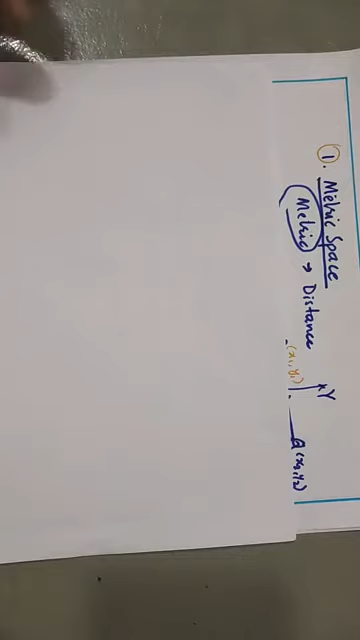 1. Metric Space
Metric → Distance
Y
(x₁, y₁)
Q(x₂, y₂)